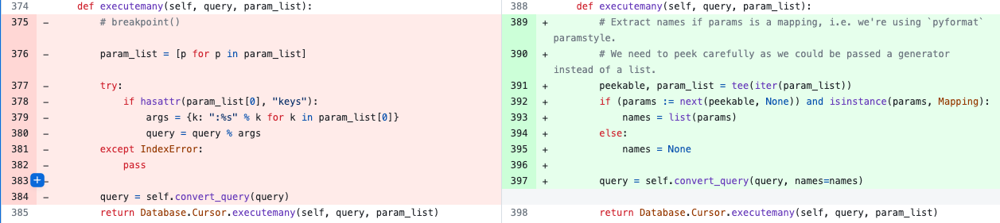 374 def executemany(self, query, param_list):
375 - # breakpoint()
376 - param_list = [p for p in param_list]
377 - try:
378 - if hasattr(param_list[0], "keys"):
379 - args = {k: ":%s" % k for k in param_list[0]}
380 - query = query % args
381 - except IndexError:
382 - pass
383 + -
384 - query = self.convert_query(query)
385 return Database.Cursor.executemany(self, query, param_list)
388 def executemany(self, query, param_list):
389 + # Extract names if params is a mapping, i.e. we're using `pyformat`
paramstyle.
390 + # We need to peek carefully as we could be passed a generator
instead of a list.
391 + peekable, param_list = tee(iter(param_list))
392 + if (params := next(peekable, None)) and isinstance(params, Mapping):
393 + names = list(params)
394 + else:
395 + names = None
396 +
397 + query = self.convert_query(query, names=names)
398 return Database.Cursor.executemany(self, query, param_list)